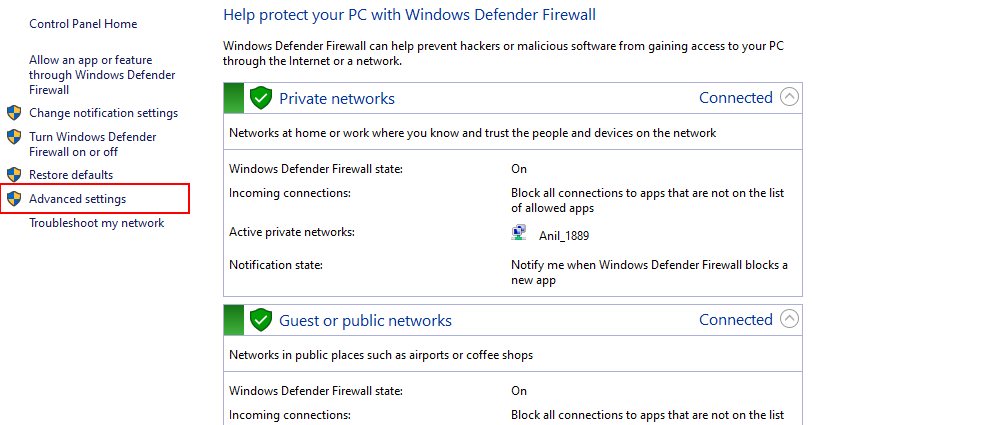 Control Panel Home
Allow an app or feature
through Windows Defender
Firewall
Change notification settings
Turn Windows Defender
Firewall on or off
Restore defaults
Advanced settings
Troubleshoot my network
Help protect your PC with Windows Defender Firewall
Windows Defender Firewall can help prevent hackers or malicious software from gaining access to your PC
through the Internet or a network.
Private networks Connected
Networks at home or work where you know and trust the people and devices on the network
Windows Defender Firewall state: On
Incoming connections: Block all connections to apps that are not on the list
of allowed apps
Active private networks: Anil_1889
Notification state: Notify me when Windows Defender Firewall blocks a
new app
Guest or public networks Connected
Networks in public places such as airports or coffee shops
Windows Defender Firewall state: On
Incoming connections: Block all connections to apps that are not on the list